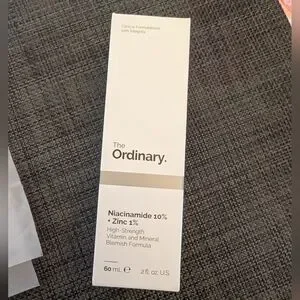 Clinical Formulations
with Integrity.
The
Ordinary.
Niacinamide 10%
+ Zinc 1%
High-Strength
Vitamin and Mineral
Blemish Formula
60 mL ℮ 2 fl. oz. U.S.